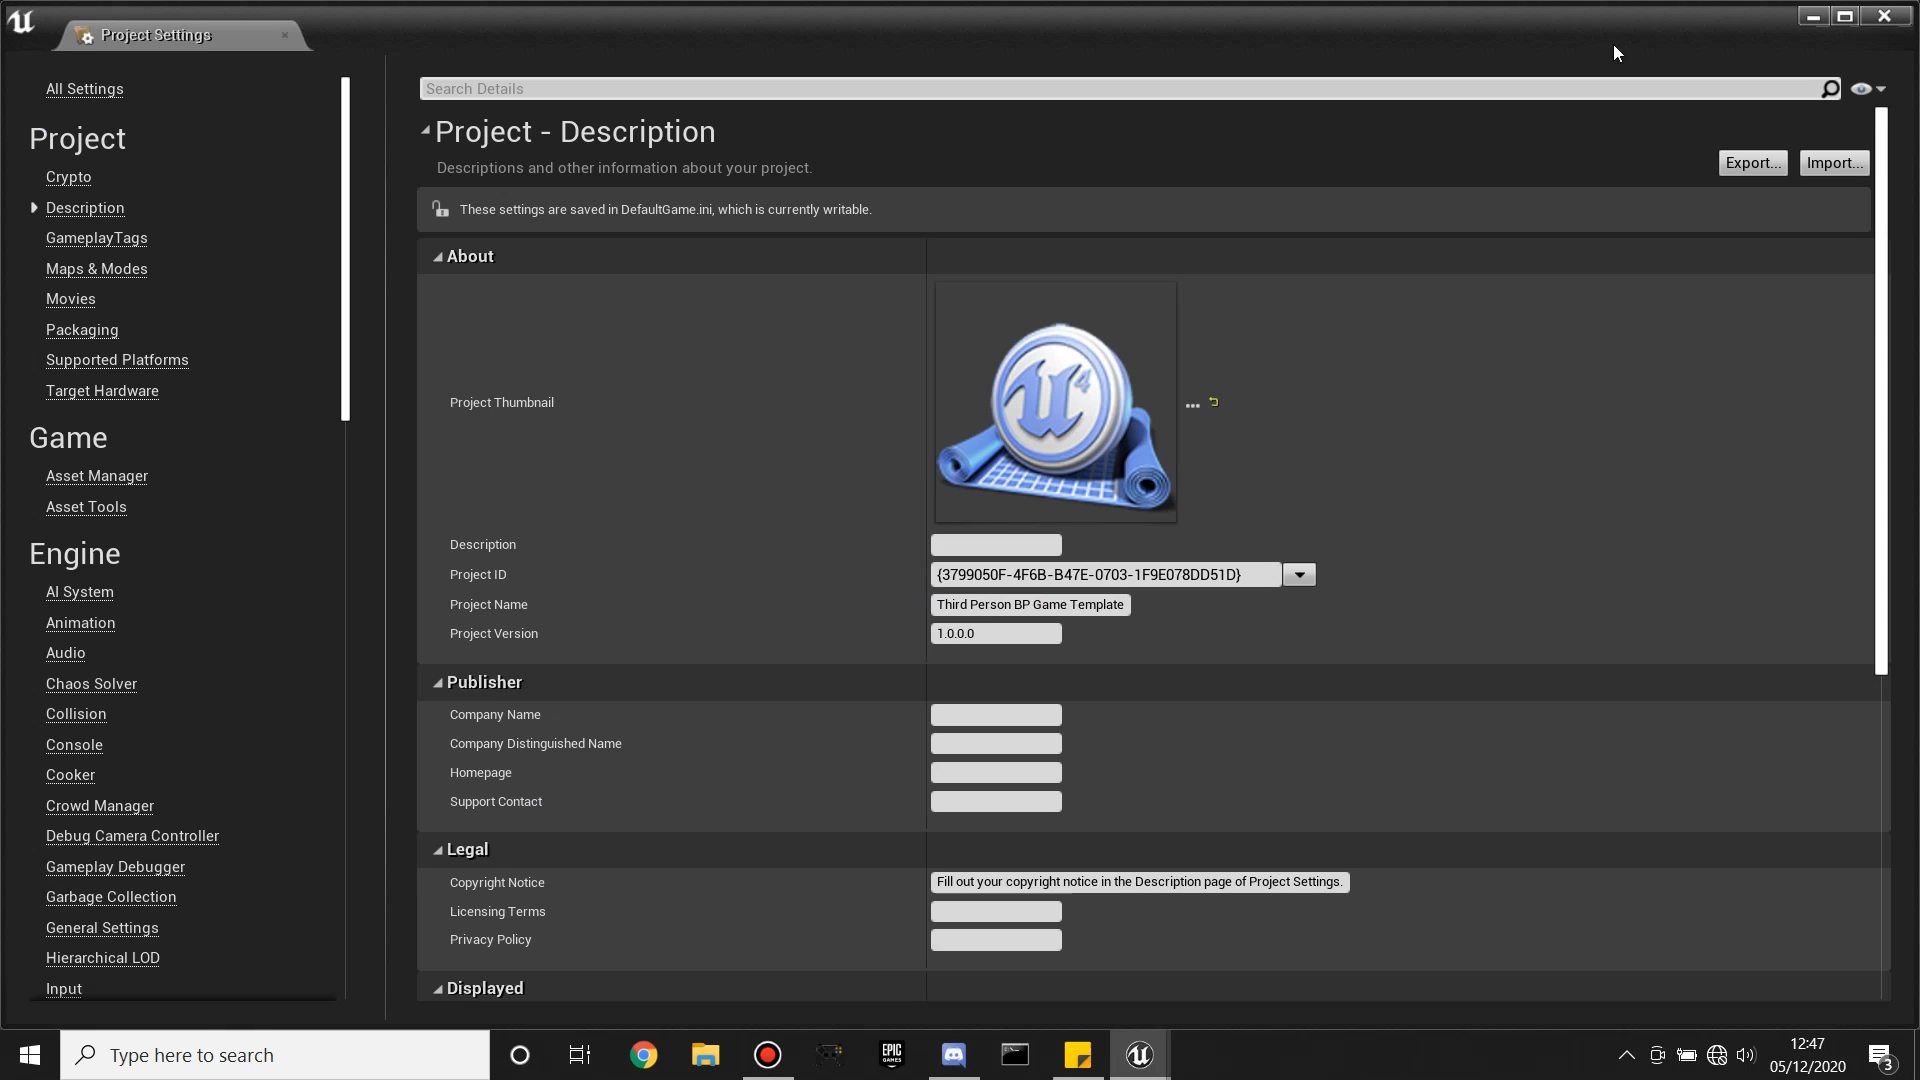 Project Settings
All Settings
Project
Crypto
Description
GameplayTags
Maps & Modes
Movies
Packaging
Supported Platforms
Target Hardware
Game
Asset Manager
Asset Tools
Engine
AI System
Animation
Audio
Chaos Solver
Collision
Console
Cooker
Crowd Manager
Debug Camera Controller
Gameplay Debugger
Garbage Collection
General Settings
Hierarchical LOD
Input
Search Details
Project - Description
Descriptions and other information about your project.
Export...
Import...
These settings are saved in DefaultGame.ini, which is currently writable.
About
Project Thumbnail
4
Description
Project ID
{3799050F-4F6B-B47E-0703-1F9E078DD51D}
Project Name
Third Person BP Game Template
Project Version
1.0.0.0
Publisher
Company Name
Company Distinguished Name
Homepage
Support Contact
Legal
Copyright Notice
Fill out your copyright notice in the Description page of Project Settings.
Licensing Terms
Privacy Policy
Displayed
Type here to search
EPIC
GAMES
12:47
05/12/2020
3